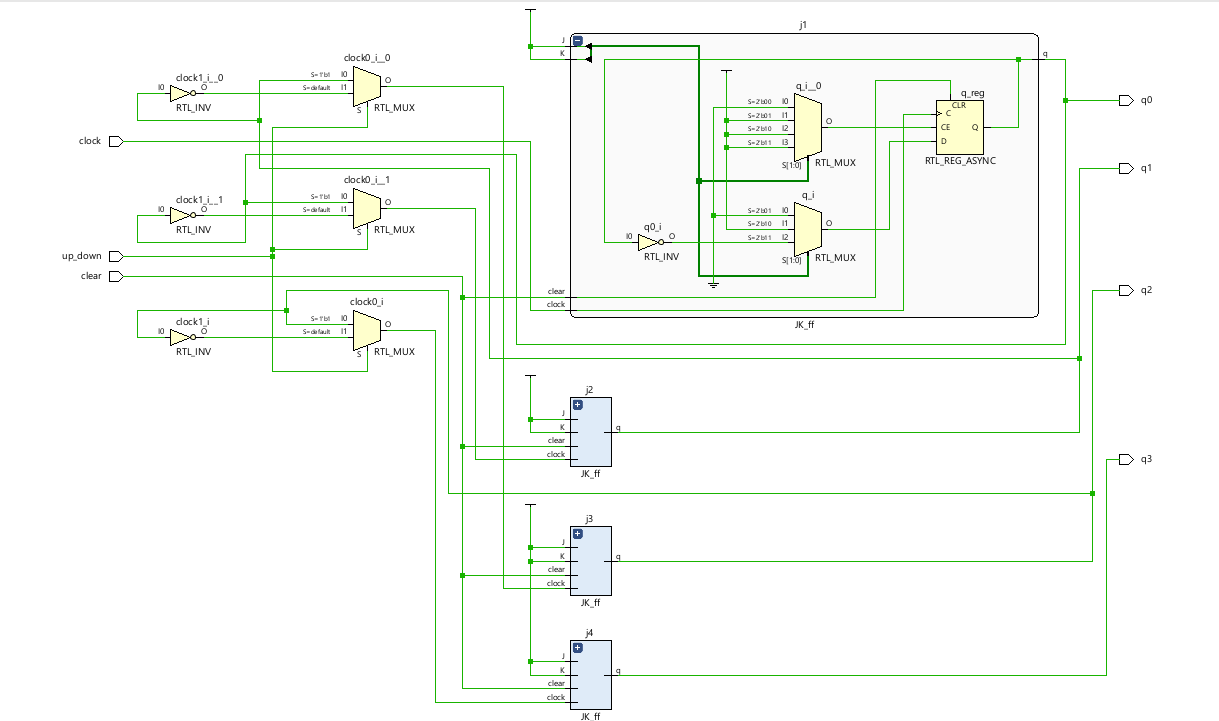 j1
J
K
q
clock0_i__0
clock1_i__0
S=1'b1 I0 O
I0 O S=default I1
RTL_INV
S RTL_MUX
q_i__0
S=2'b00 I0
S=2'b01 I1
S=2'b10 I2
S=2'b11 I3
O
S[1:0]
RTL_MUX
q_reg
CLR
C
CE Q
D
RTL_REG_ASYNC
q0
clock
q1
clock0_i__1
clock1_i__1
S=1'b1 I0 O
I0 O S=default I1
RTL_INV
S RTL_MUX
q_i
S=2'b01 I0
S=2'b10 I1
S=2'b11 I2
O
S[1:0]
RTL_MUX
q0_i
I0 O
RTL_INV
up_down
clear
clear
clock
JK_ff
q2
clock0_i
clock1_i
S=1'b1 I0 O
I0 O S=default I1
RTL_INV
S RTL_MUX
j2
J
K q
clear
clock
JK_ff
q3
j3
J
K q
clear
clock
JK_ff
j4
J
K q
clear
clock
JK_ff